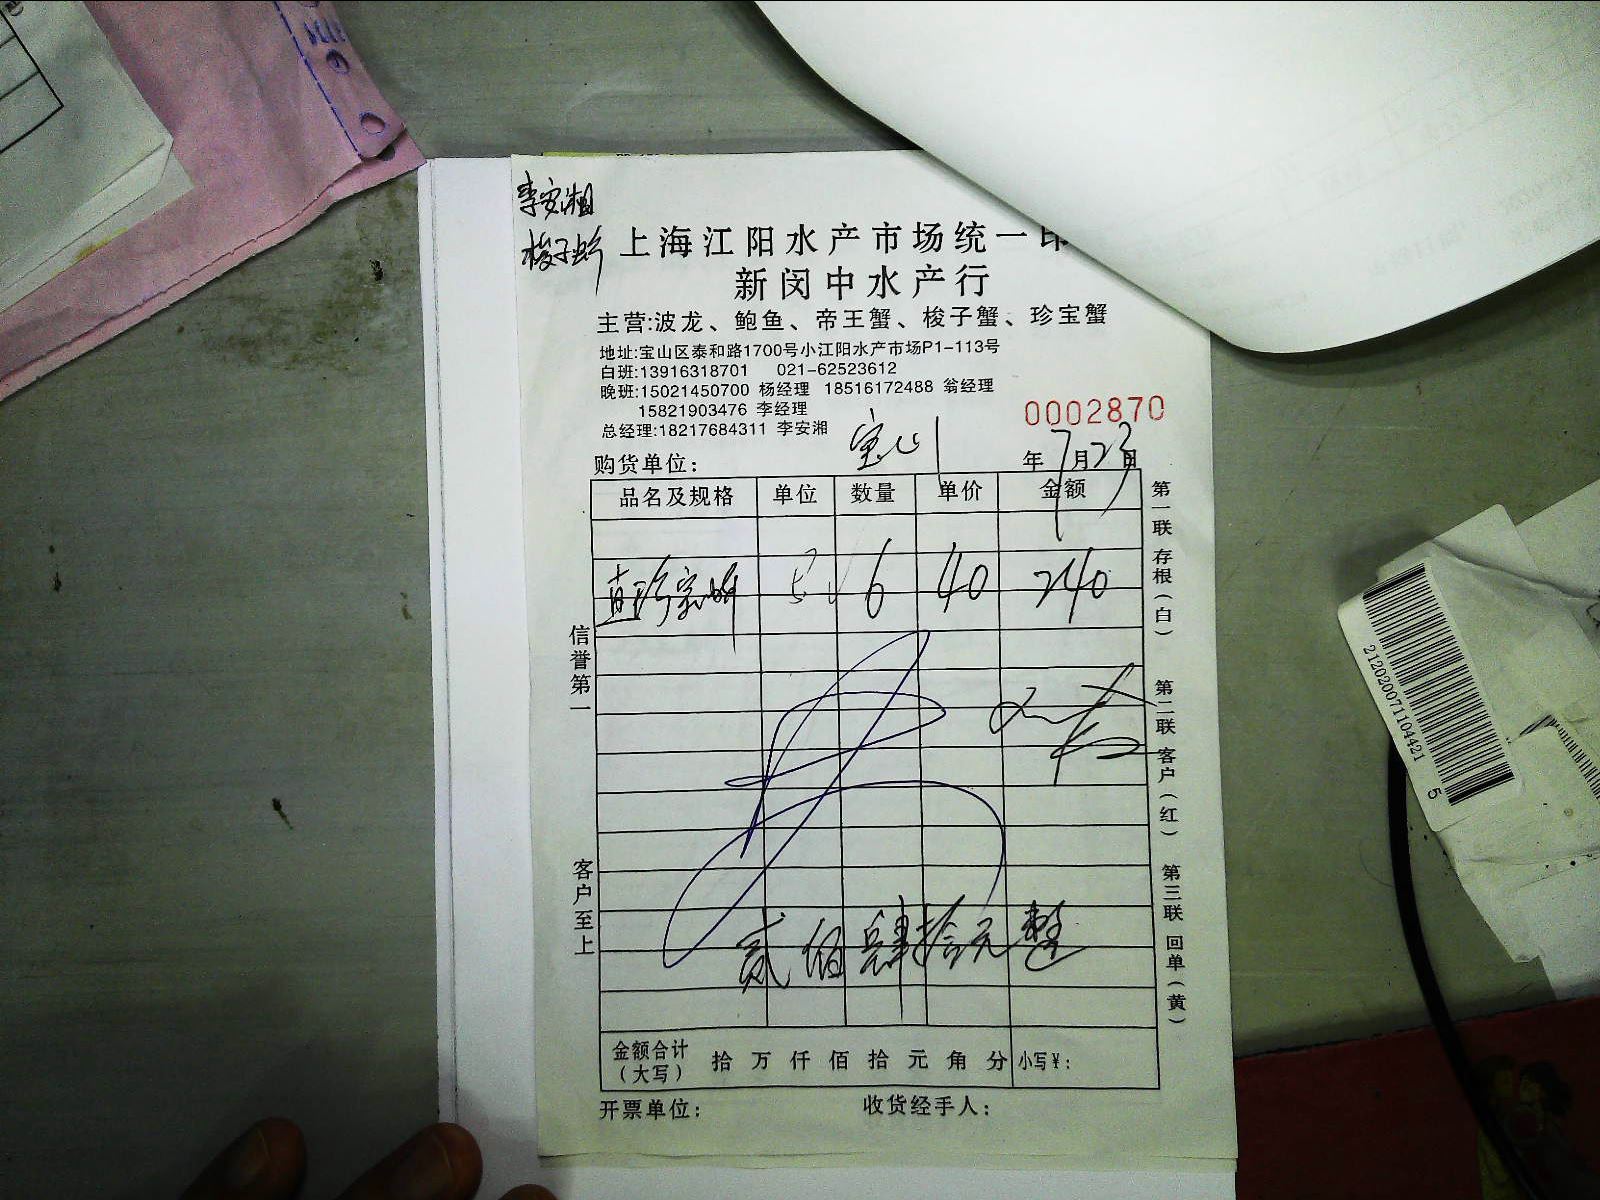 李安湘
梭子蟹
上海江阳水产市场统一印
新闵中水产行
主营:波龙、鲍鱼、帝王蟹、梭子蟹、珍宝蟹
地址:宝山区泰和路1700号小江阳水产市场P1-113号
白班:13916318701 021-62523612
晚班:15021450700 杨经理 18516172488 翁经理
15821903476 李经理
总经理:18217684311 李安湘
0002870
购货单位: 宝山 年7月23日
品名及规格 单位 数量 单价 金额
6 40 240
贰佰肆拾元整
金额合计
(大写) 拾 万 仟 佰 拾 元 角 分 小写¥:
开票单位: 收货经手人:
信誉第一
客户至上
第一联 存根(白)
第二联 客户(红)
第三联 回单(黄)
212020071104421 5